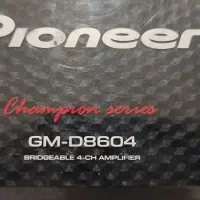 Pioneer
Champion series
GM-D8604
BRIDGEABLE 4-CH AMPLIFIER